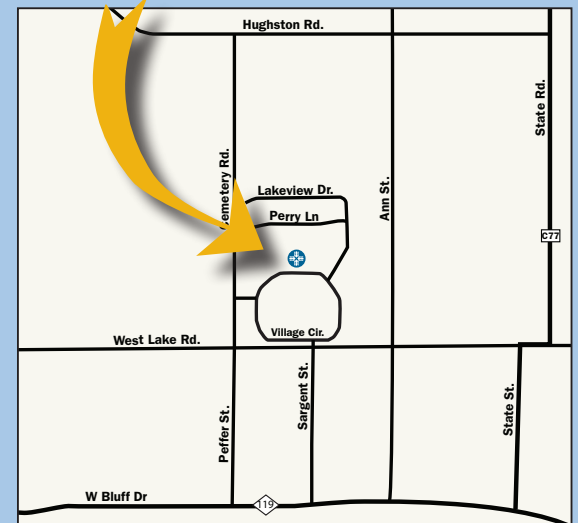 Hughston Rd.
State Rd.
emetery Rd.
Ann St.
Lakeview Dr.
Perry Ln
C77
Village Cir.
West Lake Rd.
Peffer St.
Sargent St.
State St.
W Bluff Dr
119